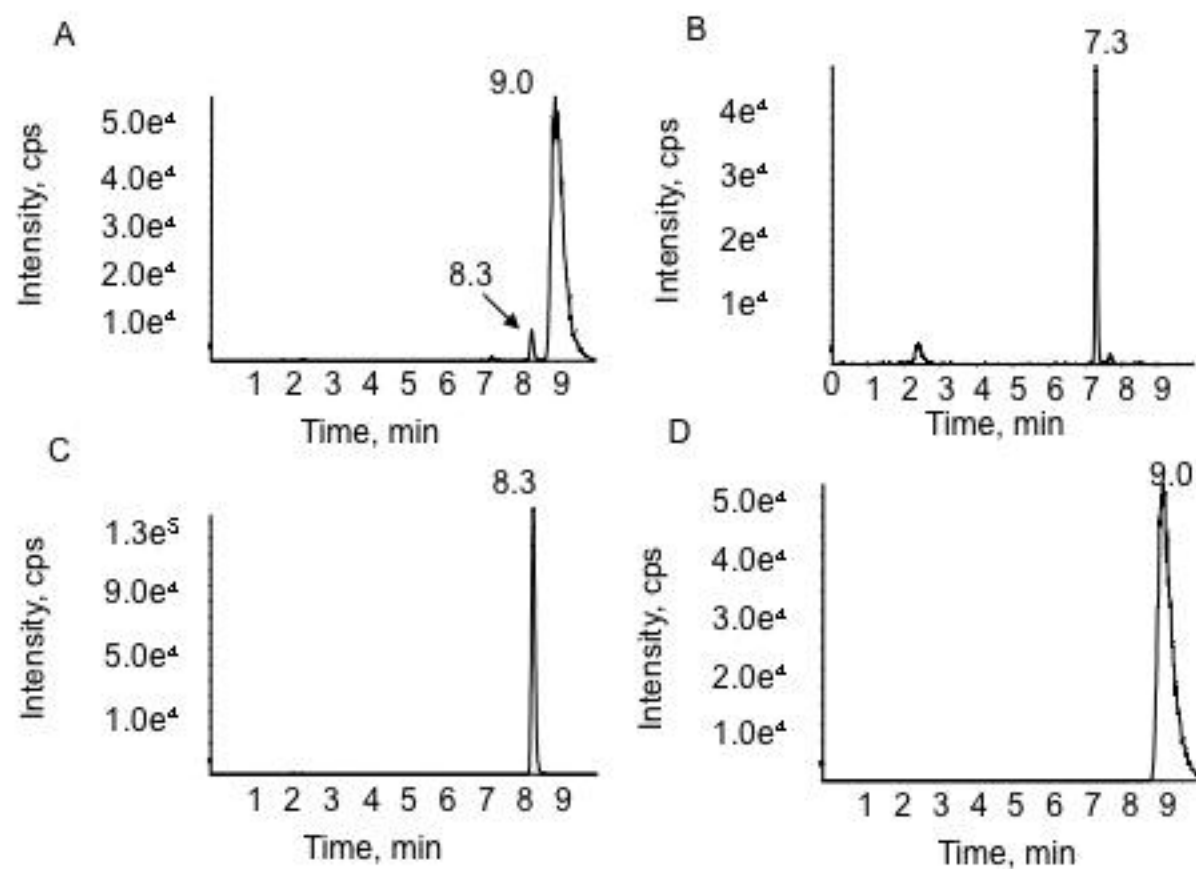 A
9.0
8.3
Intensity, cps
5.0e⁴
4.0e⁴
3.0e⁴
2.0e⁴
1.0e⁴
1 2 3 4 5 6 7 8 9
Time, min
B
7.3
Intensity, cps
4e⁴
3e⁴
2e⁴
1e⁴
0 1 2 3 4 5 6 7 8 9
Time, min
C
8.3
Intensity, cps
1.3e⁵
9.0e⁴
5.0e⁴
1.0e⁴
1 2 3 4 5 6 7 8 9
Time, min
D
9.0
Intensity, cps
5.0e⁴
4.0e⁴
3.0e⁴
2.0e⁴
1.0e⁴
1 2 3 4 5 6 7 8 9
Time, min